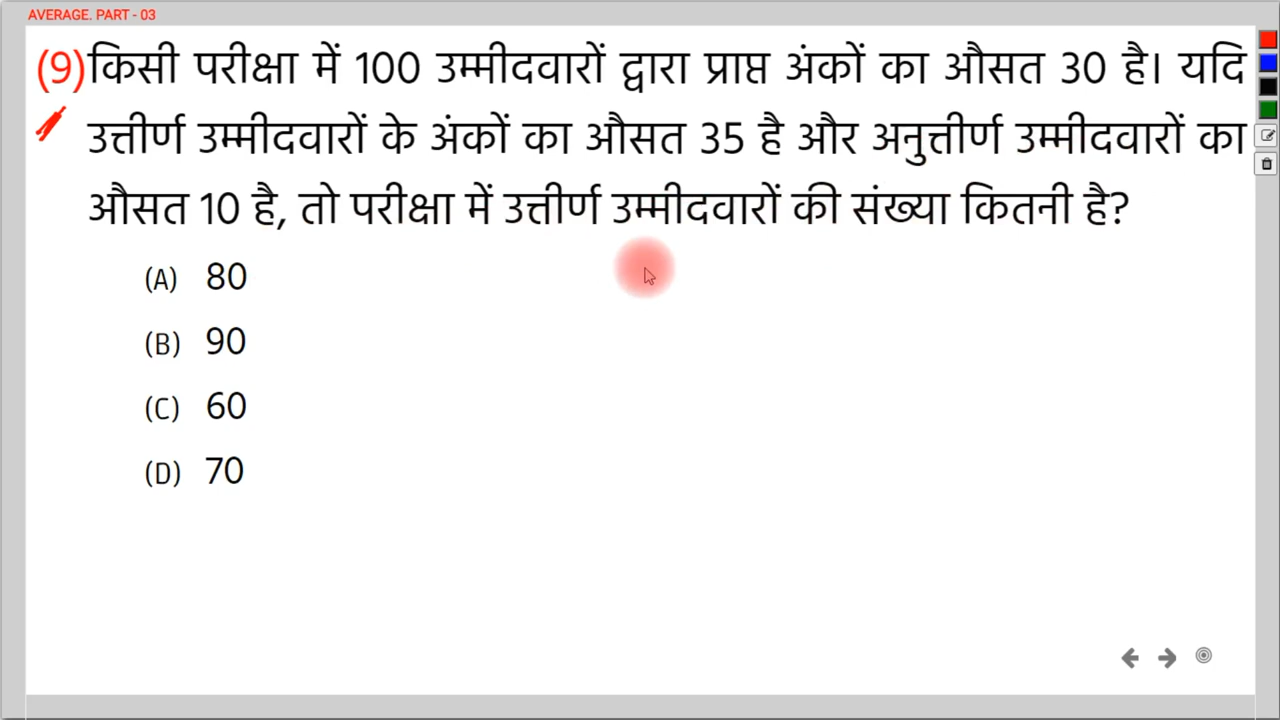 AVERAGE. PART - 03
(9) किसी परीक्षा में 100 उम्मीदवारों द्वारा प्राप्त अंकों का औसत 30 है। यदि
उत्तीर्ण उम्मीदवारों के अंकों का औसत 35 है और अनुत्तीर्ण उम्मीदवारों का
औसत 10 है, तो परीक्षा में उत्तीर्ण उम्मीदवारों की संख्या कितनी है?
(A) 80
(B) 90
(C) 60
(D) 70